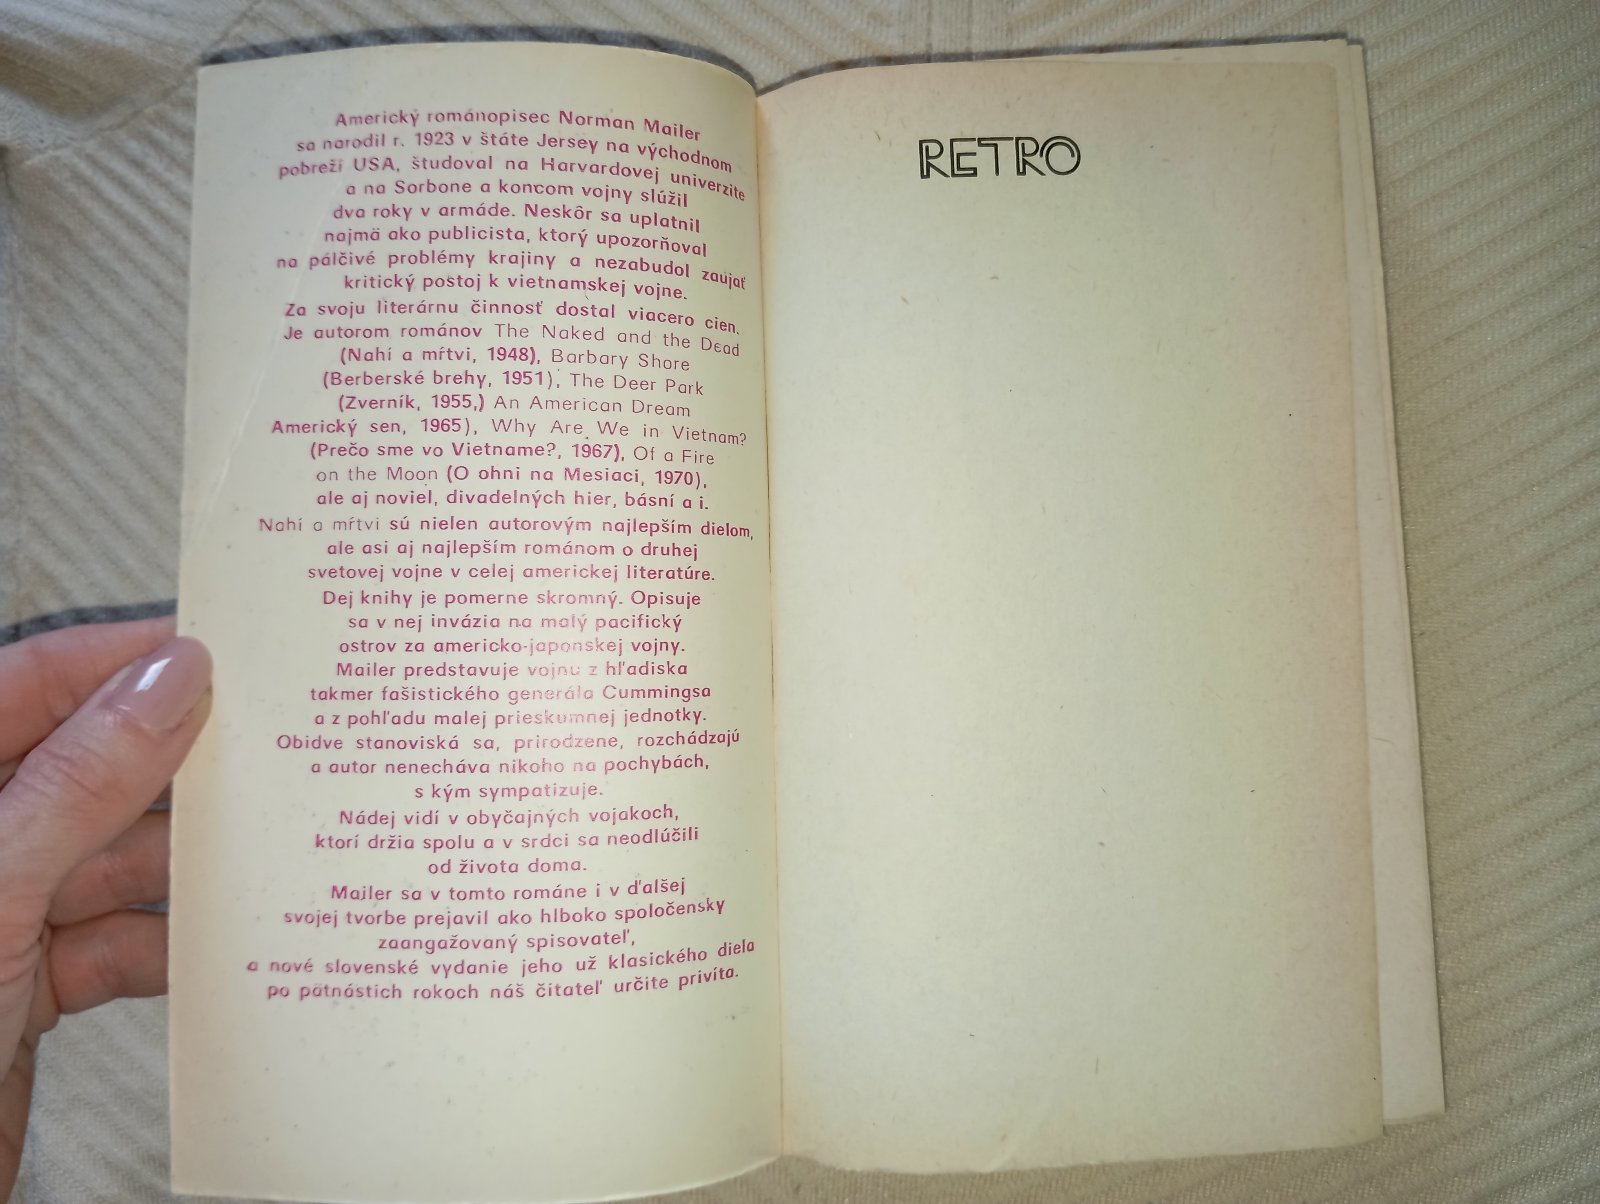 Americký románopisec Norman Mailer
sa narodil r. 1923 v štáte Jersey na východnom
pobreží USA, študoval na Harvardovej univerzite
a na Sorbone a koncom vojny slúžil
dva roky v armáde. Neskôr sa uplatnil
najmä ako publicista, ktorý upozorňoval
na pálčivé problémy krajiny a nezabudol zaujať
kritický postoj k vietnamskej vojne.
Za svoju literárnu činnosť dostal viacero cien.
Je autorom románov The Naked and the Dead
(Nahí a mŕtvi, 1948), Barbary Shore
(Berberské brehy, 1951), The Deer Park
(Zverník, 1955,) An American Dream
Americký sen, 1965), Why Are We in Vietnam?
(Prečo sme vo Vietname?, 1967), Of a Fire
on the Moon (O ohni na Mesiaci, 1970),
ale aj noviel, divadelných hier, básní a i.
Nahí a mŕtvi sú nielen autorovým najlepším dielom,
ale asi aj najlepším románom o druhej
svetovej vojne v celej americkej literatúre.
Dej knihy je pomerne skromný. Opisuje
sa v nej invázia na malý pacifický
ostrov za americko-japonskej vojny.
Mailer predstavuje vojnu z hľadiska
takmer fašistického generála Cummingsa
a z pohľadu malej prieskumnej jednotky.
Obidve stanoviská sa, prirodzene, rozchádzajú
a autor nenecháva nikoho na pochybách,
s kým sympatizuje.
Nádej vidí v obyčajných vojakoch,
ktorí držia spolu a v srdci sa neodlúčili
od života doma.
Mailer sa v tomto románe i v ďalšej
svojej tvorbe prejavil ako hlboko spoločensky
zaangažovaný spisovateľ,
a nové slovenské vydanie jeho už klasického diela
po pätnástich rokoch náš čitateľ určite privíta.
RETRO